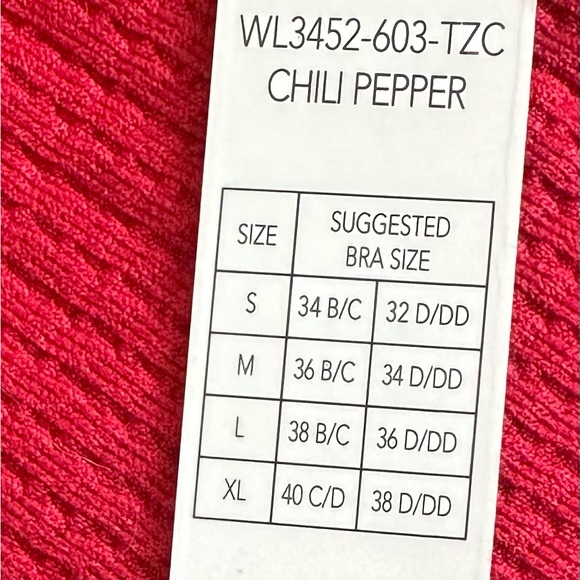 WL3452-603-TZC
CHILI PEPPER
SIZE SUGGESTED
BRA SIZE
S 34 B/C 32 D/DD
M 36 B/C 34 D/DD
L 38 B/C 36 D/DD
XL 40 C/D 38 D/DD